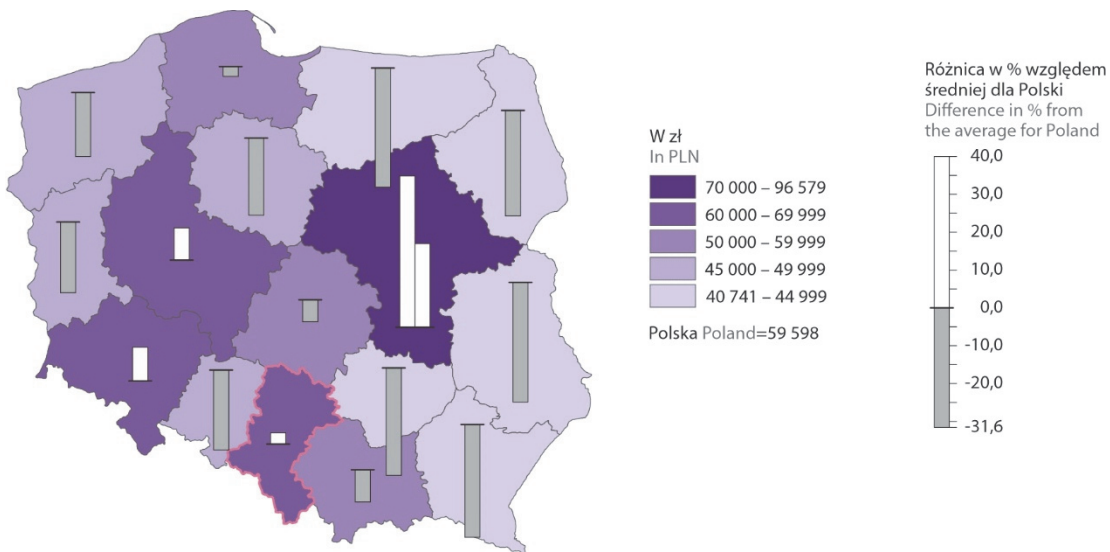 W zł
In PLN
70 000 – 96 579
60 000 – 69 999
50 000 – 59 999
45 000 – 49 999
40 741 – 44 999
Polska Poland=59 598
Różnica w % względem
średniej dla Polski
Difference in % from
the average for Poland
40,0
30,0
20,0
10,0
0,0
-10,0
-20,0
-31,6